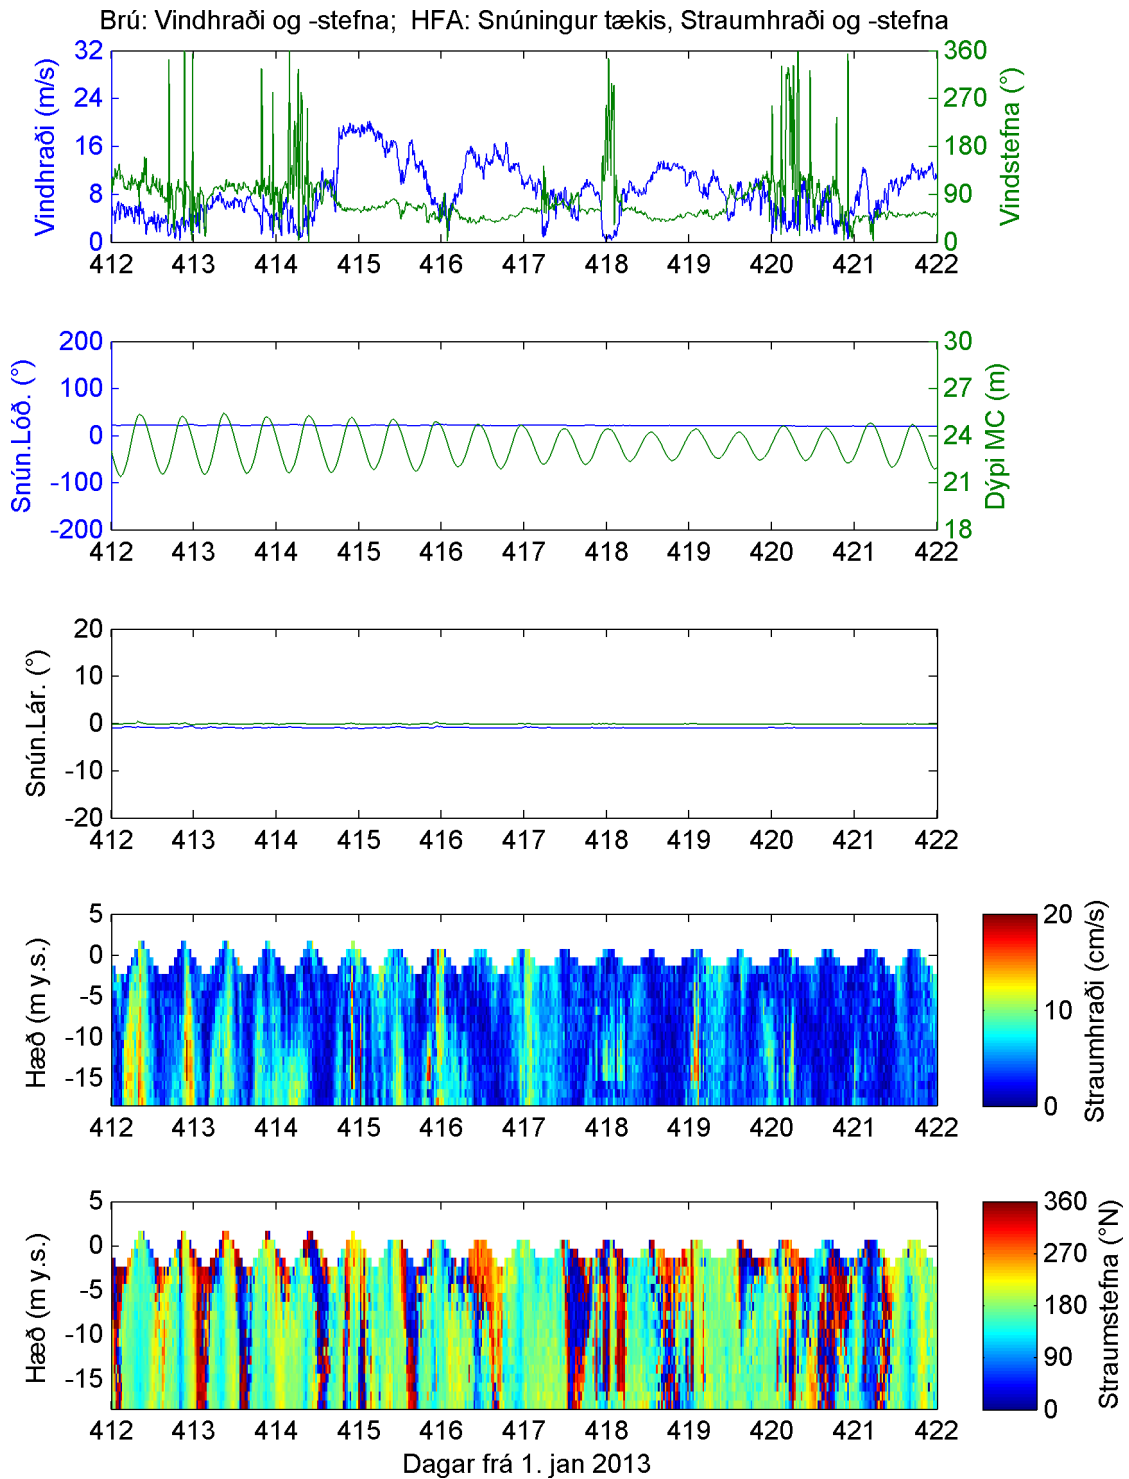 Brú: Vindhraði og -stefna;  HFA: Snúningur tækis, Straumhraði og -stefna
Vindhraði (m/s)
32
24
16
8
0
360
270
180
90
0
Vindstefna (°)
412 413 414 415 416 417 418 419 420 421 422
Snún.Lóð. (°)
200
100
0
-100
-200
30
27
24
21
18
Dýpi MC (m)
412 413 414 415 416 417 418 419 420 421 422
Snún.Lár. (°)
20
10
0
-10
-20
412 413 414 415 416 417 418 419 420 421 422
Hæð (m y.s.)
5
0
-5
-10
-15
412 413 414 415 416 417 418 419 420 421 422
20
10
0
Straumhraði (cm/s)
Hæð (m y.s.)
5
0
-5
-10
-15
412 413 414 415 416 417 418 419 420 421 422
360
270
180
90
0
Straumstefna (°N)
Dagar frá 1. jan 2013